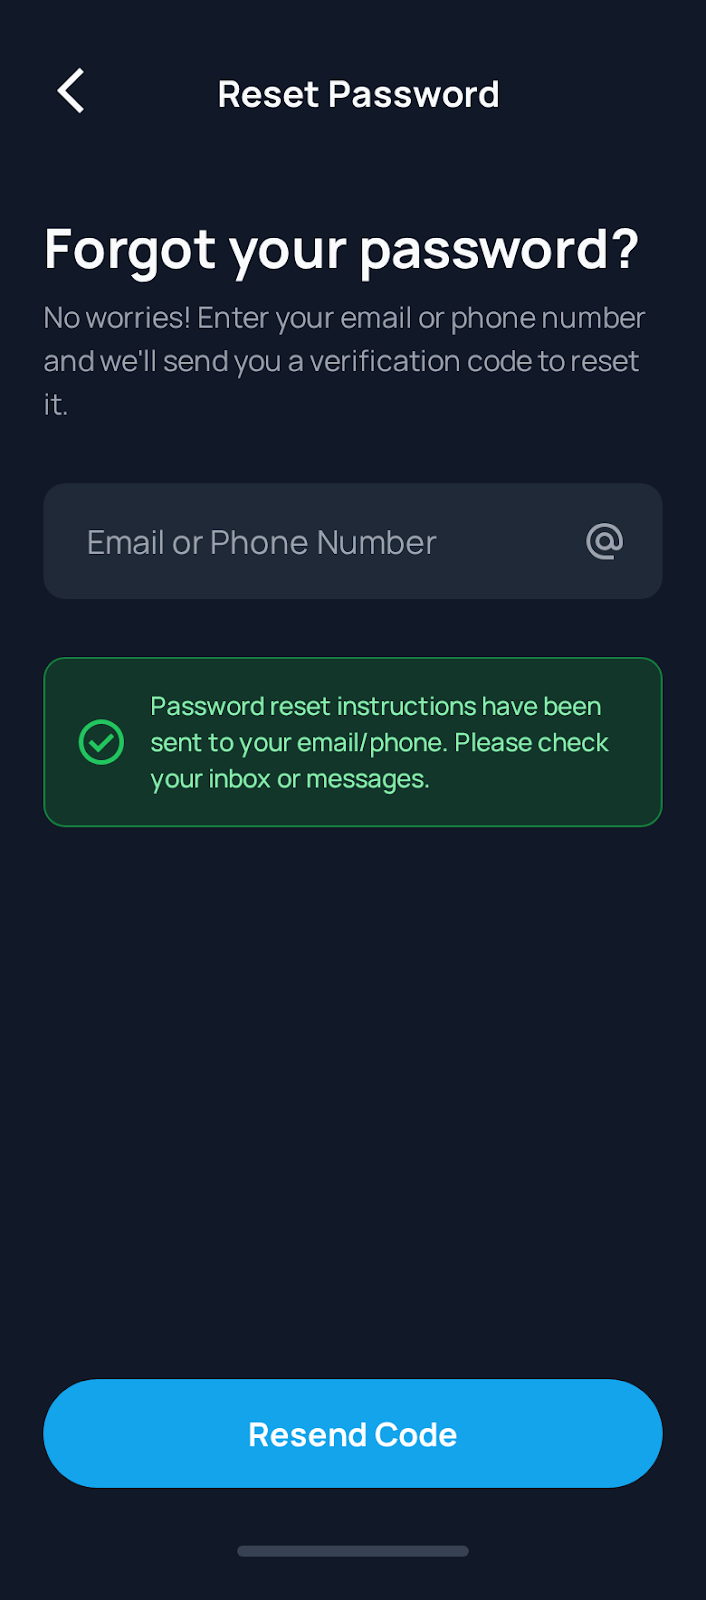 Reset Password
Forgot your password?
No worries! Enter your email or phone number
and we'll send you a verification code to reset
it.
Email or Phone Number
Password reset instructions have been
sent to your email/phone. Please check
your inbox or messages.
Resend Code